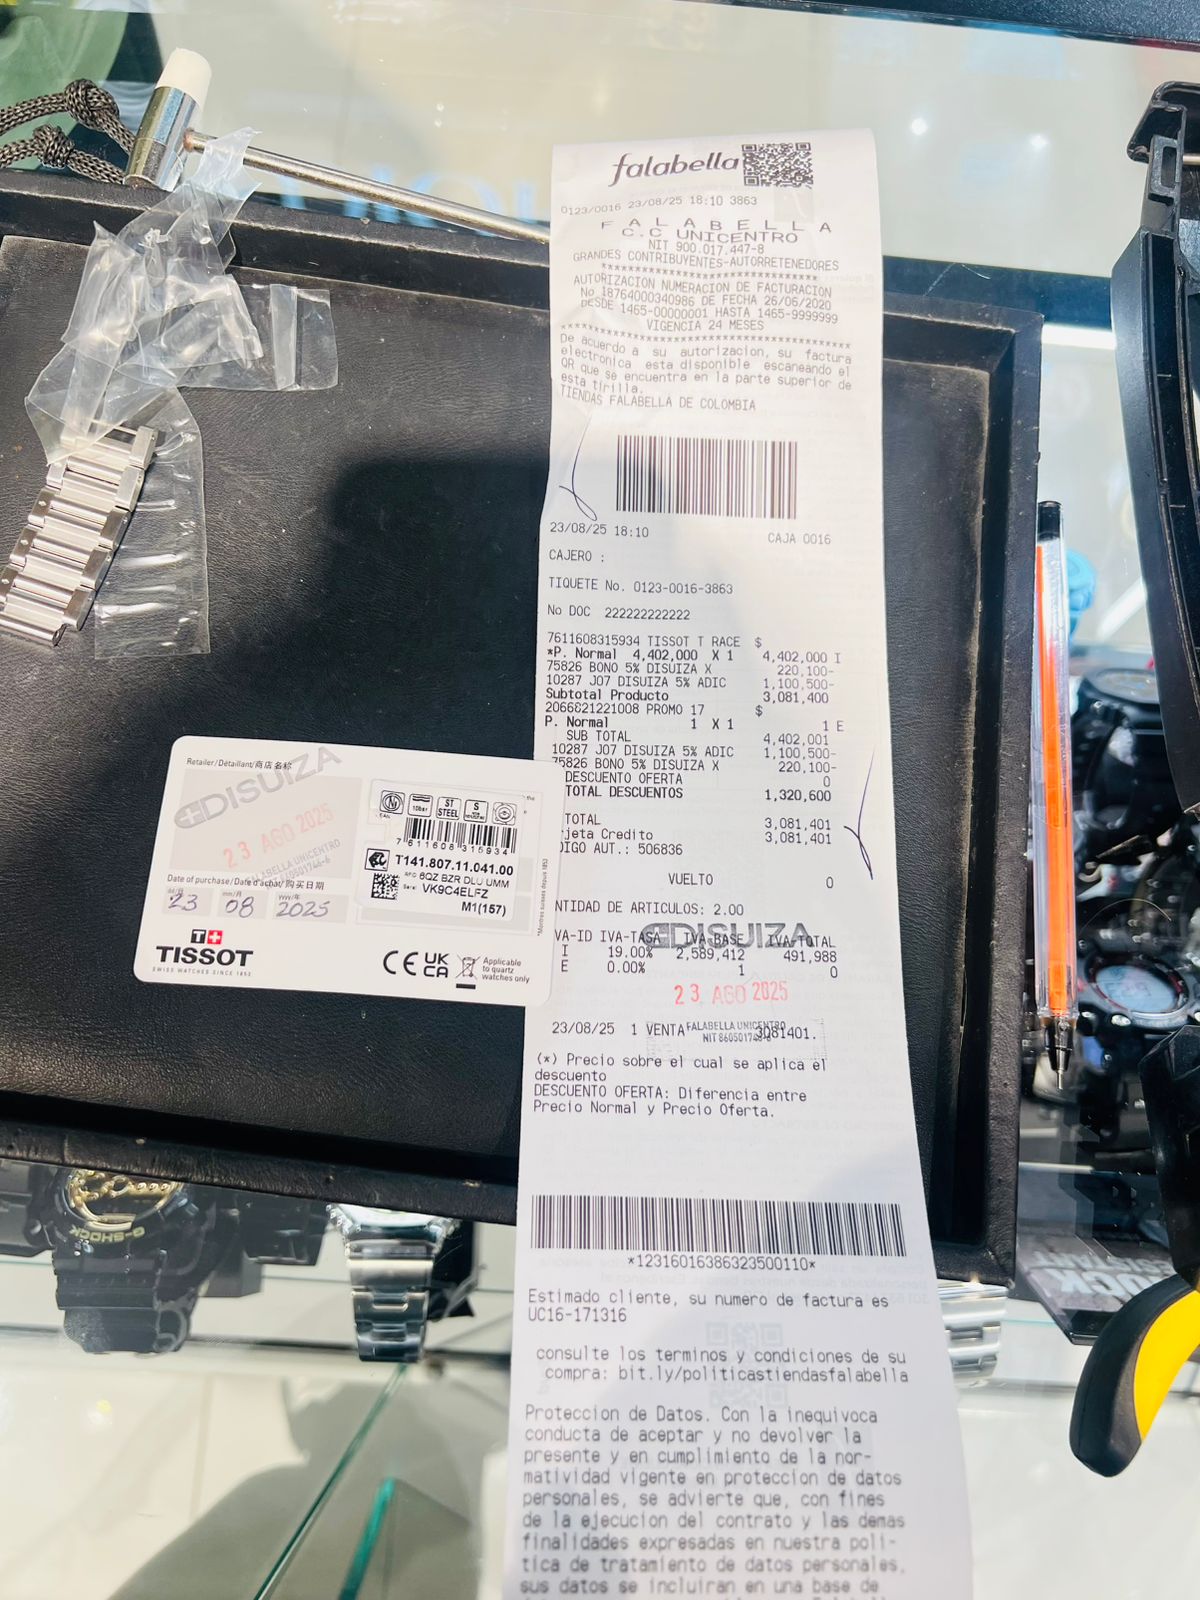 falabella
0123/0016 23/08/25 18:10 3863
F A L A B E L L A
C.C UNICENTRO
NIT 900.017.447-8
GRANDES CONTRIBUYENTES-AUTORRETENEDORES
****************************************
AUTORIZACION NUMERACION DE FACTURACION
No 18764000340986 DE FECHA 26/06/2020
DESDE 1465-00000001 HASTA 1465-9999999
VIGENCIA 24 MESES
****************************************
De acuerdo a su autorizacion, su factura
electronica esta disponible escaneando el
QR que se encuentra en la parte superior de
esta tirilla.
TIENDAS FALABELLA DE COLOMBIA
23/08/25 18:10 CAJA 0016
CAJERO :
TIQUETE No. 0123-0016-3863
No DOC 222222222222
7611608315934 TISSOT T RACE $
*P. Normal 4,402,000 X 1 4,402,000 I
75826 BONO 5% DISUIZA X 220,100-
10287 J07 DISUIZA 5% ADIC 1,100,500-
Subtotal Producto 3,081,400
2066821221008 PROMO 17 $
P. Normal 1 X 1 1 E
SUB TOTAL 4,402,001
10287 J07 DISUIZA 5% ADIC 1,100,500-
75826 BONO 5% DISUIZA X 220,100-
DESCUENTO OFERTA 0
TOTAL DESCUENTOS 1,320,600
TOTAL 3,081,401
rjeta Credito 3,081,401
DIGO AUT.: 506836
VUELTO 0
NTIDAD DE ARTICULOS: 2.00
DISUIZA
VA-ID IVA-TASA IVA-BASE IVA-TOTAL
I 19.00% 2,589,412 491,988
E 0.00% 1 0
23 AGO 2025
FALABELLA UNICENTRO
23/08/25 1 VENTA 3081401.
(*) Precio sobre el cual se aplica el
descuento
DESCUENTO OFERTA: Diferencia entre
Precio Normal y Precio Oferta.
*12316016386323500110*
Estimado cliente, su numero de factura es
UC16-171316
consulte los terminos y condiciones de su
compra: bit.ly/politicastiendasfalabella
Proteccion de Datos. Con la inequivoca
conducta de aceptar y no devolver la
presente y en cumplimiento de la nor-
matividad vigente en proteccion de datos
personales, se advierte que, con fines
de la ejecucion del contrato y las demas
finalidades expresadas en nuestra poli-
tica de tratamiento de datos personales,
sus datos se incluiran en una base de
Retailer/Détaillant/商店名称
DISUIZA
23 AGO 2025
FALABELLA UNICENTRO
Date of purchase/Date d'achat/购买日期
23 08 2025
10bar
ST
STEEL
S
EAN
7 611608 315934
T141.807.11.041.00
RFC 6QZ BZR DLU UMM
Serial VK9C4ELFZ
M1(157)
T+
TISSOT
SWISS WATCHES SINCE 1853
CE UK
CA
Applicable
to quartz
watches only
G-SHOCK